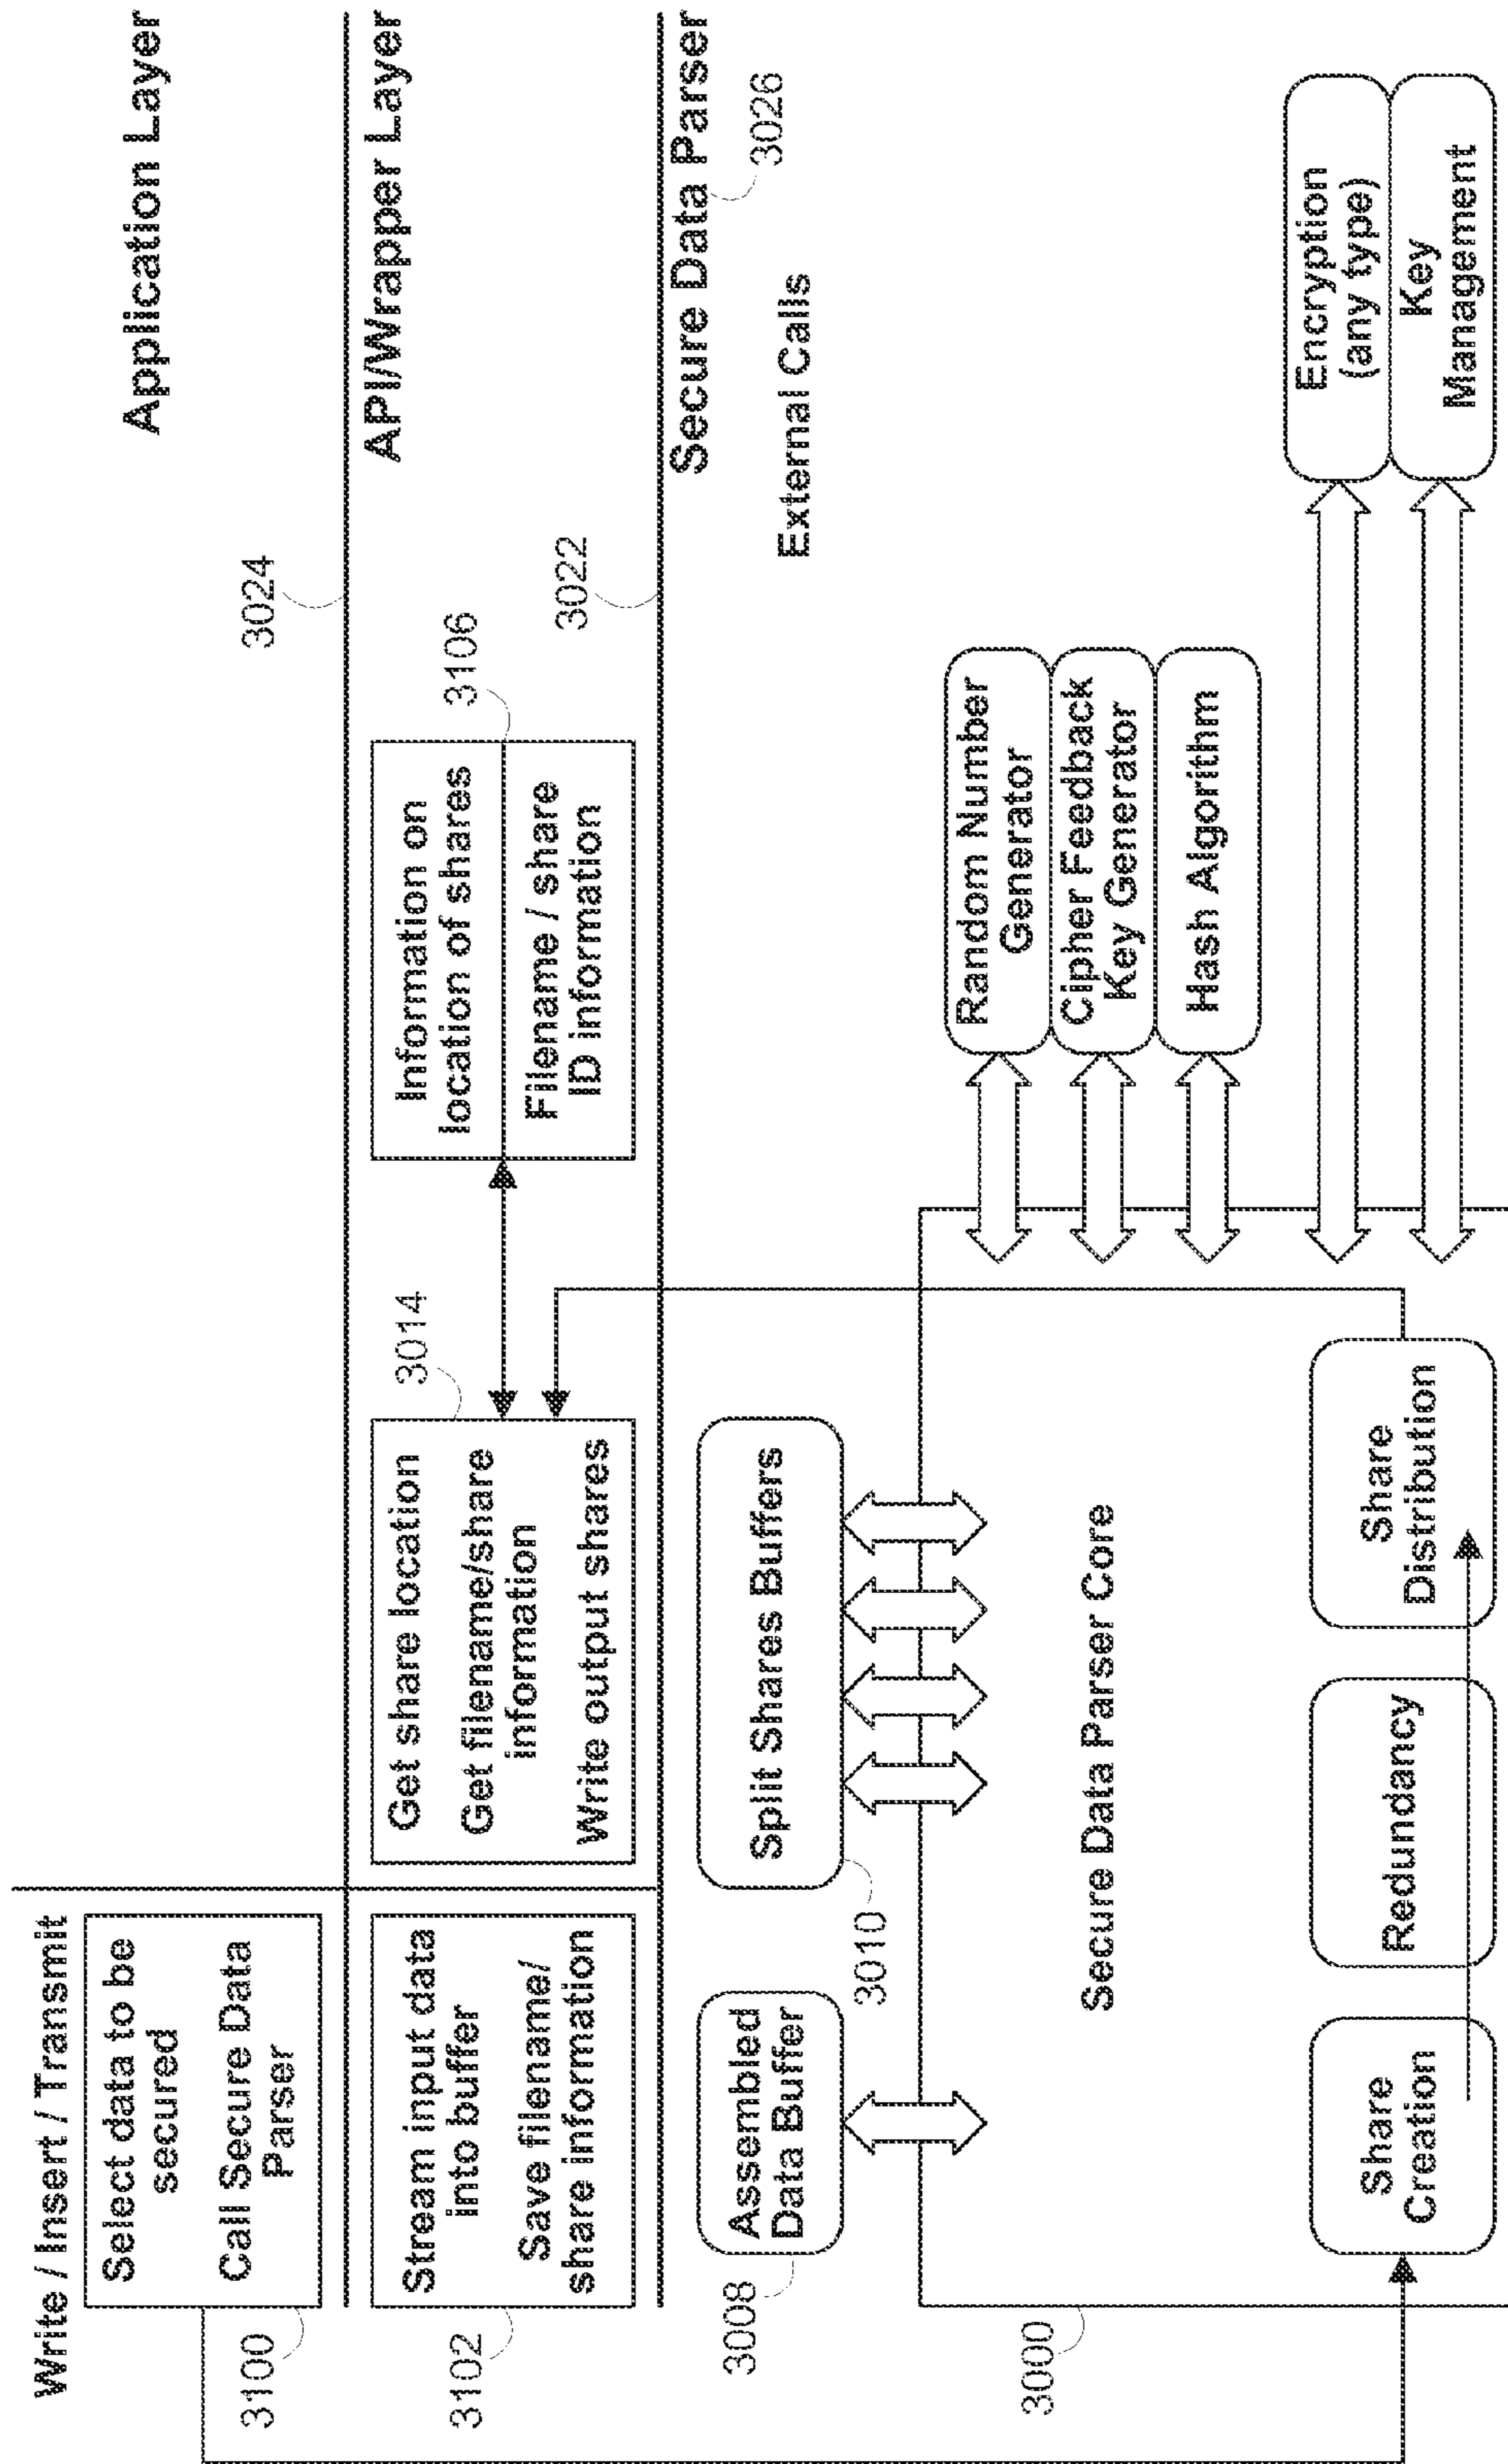 Write / Insert / Transmit
Application Layer
Select data to be
secured
Call Secure Data
Parser
3100
3024
API/Wrapper Layer
Stream input data
into buffer
Save filename/
share information
3102
Get share location
Get filename/share
information
Write output shares
3014
Information on
location of shares
Filename / share
ID information
3106
3022
Secure Data Parser
3026
External Calls
Assembled
Data Buffer
3008
Split Shares Buffers
3010
Secure Data Parser Core
3000
Random Number
Generator
Cipher Feedback
Key Generator
Hash Algorithm
Share
Creation
Redundancy
Share
Distribution
Encryption
(any type)
Key
Management